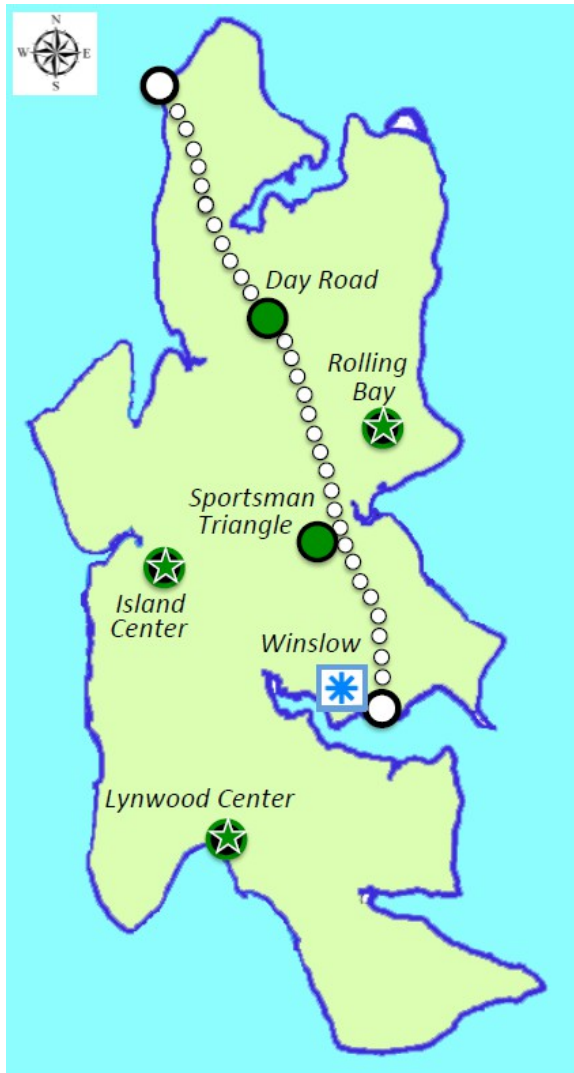 N
W E
S
Day Road
Rolling
Bay
Sportsman
Triangle
Island
Center
Winslow
Lynwood Center